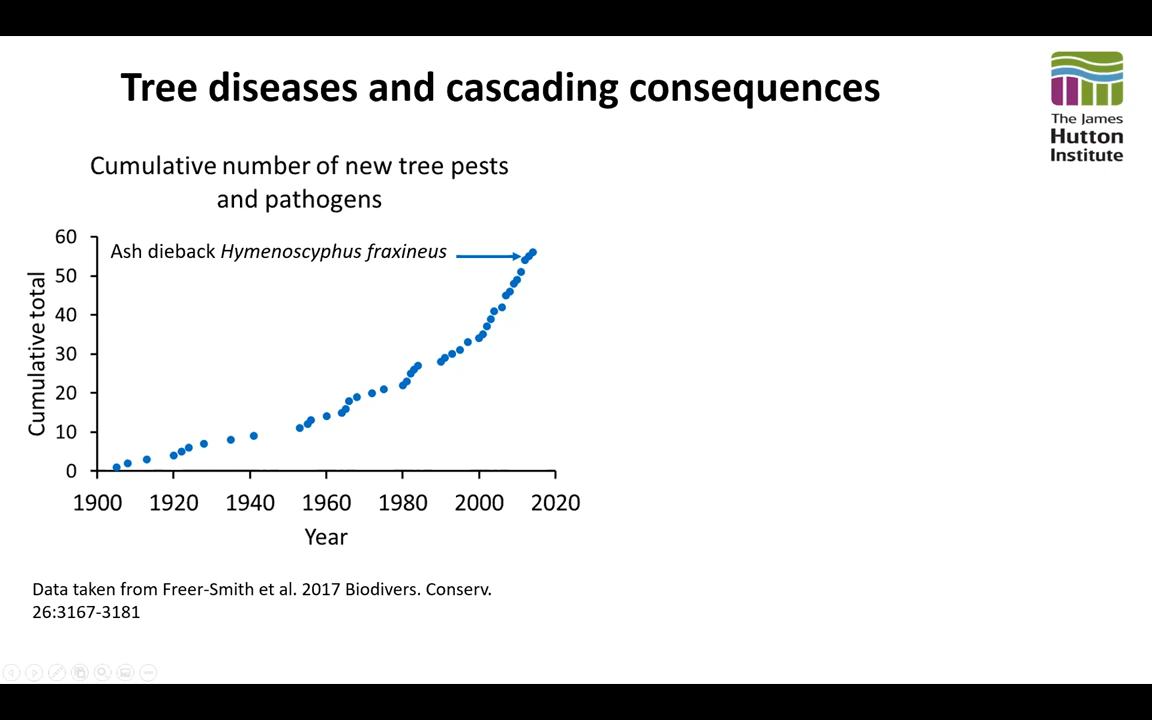 Tree diseases and cascading consequences
The James
Hutton
Institute
Cumulative number of new tree pests
and pathogens
Cumulative total
60
50
40
30
20
10
0
Ash dieback Hymenoscyphus fraxineus
1900 1920 1940 1960 1980 2000 2020
Year
Data taken from Freer-Smith et al. 2017 Biodivers. Conserv.
26:3167-3181